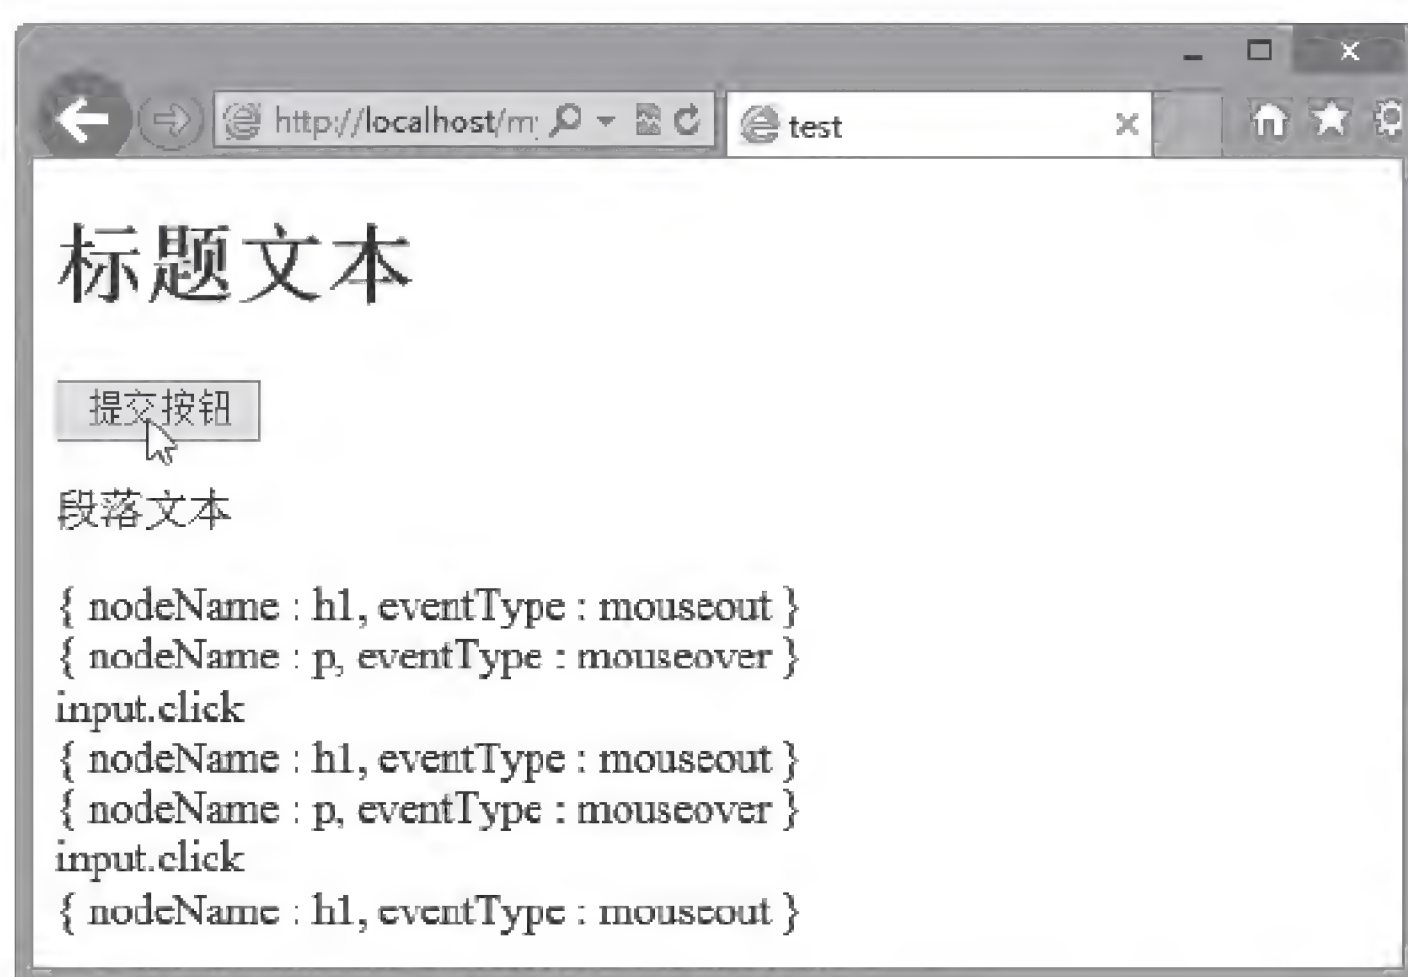 http://localhost/m
test
标题文本
提交按钮
段落文本
{ nodeName : h1, eventType : mouseout }
{ nodeName : p, eventType : mouseover }
input.click
{ nodeName : h1, eventType : mouseout }
{ nodeName : p, eventType : mouseover }
input.click
{ nodeName : h1, eventType : mouseout }